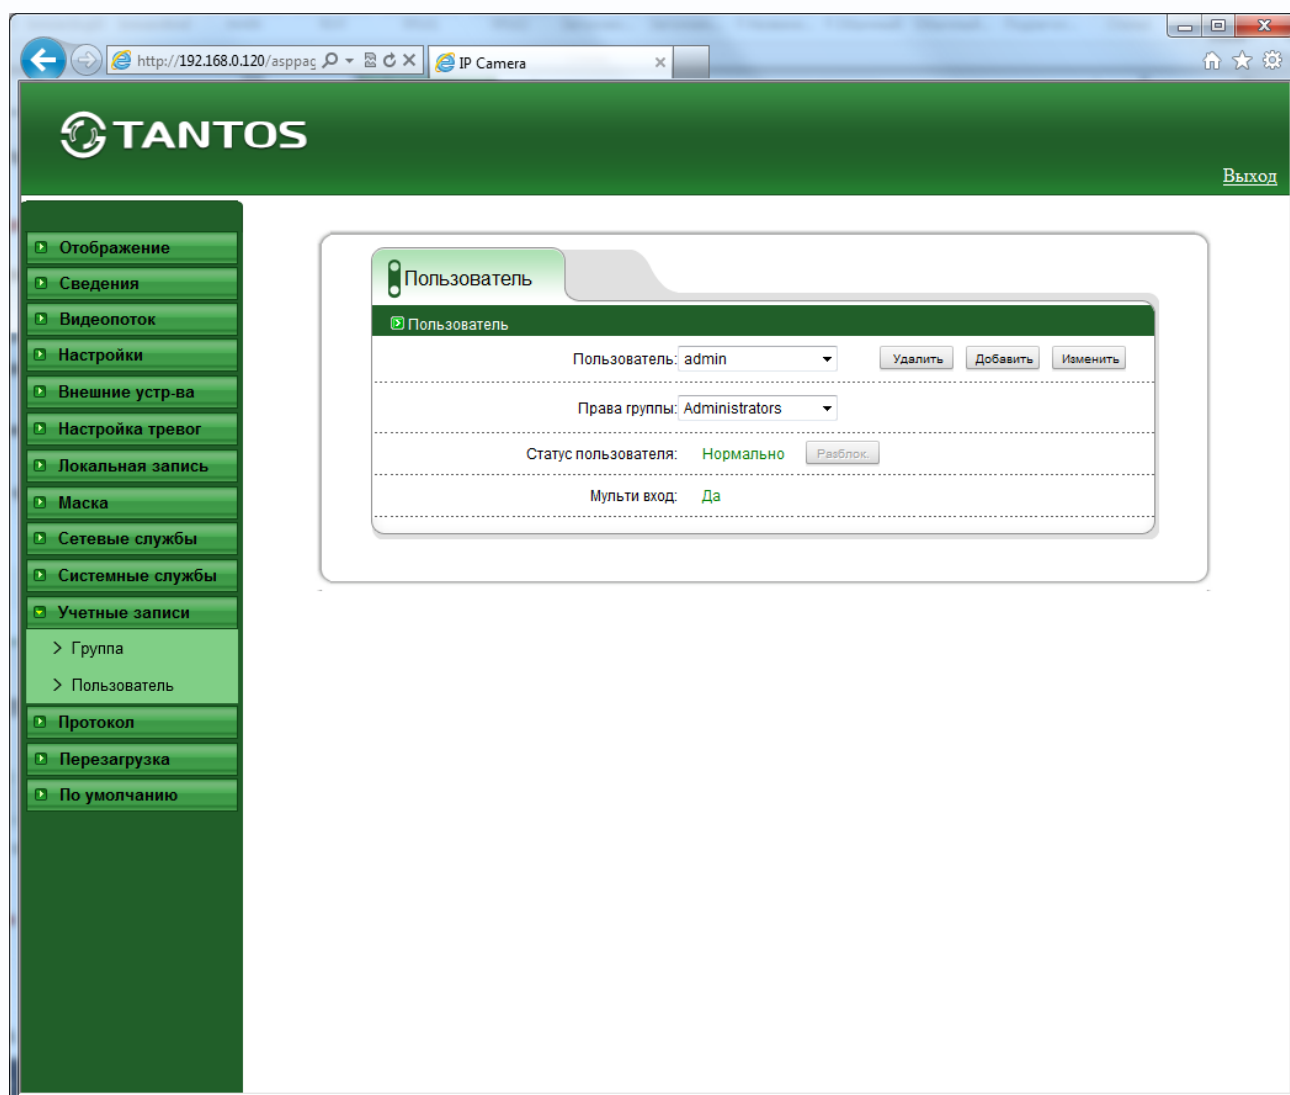 http://192.168.0.120/asppag
IP Camera
TANTOS
Выход
Отображение
Сведения
Видеопоток
Настройки
Внешние устр-ва
Настройка тревог
Локальная запись
Маска
Сетевые службы
Системные службы
Учетные записи
Группа
Пользователь
Протокол
Перезагрузка
По умолчанию
Пользователь
Пользователь
Пользователь: admin Удалить Добавить Изменить
Права группы: Administrators
Статус пользователя: Нормально Разблок.
Мульти вход: Да